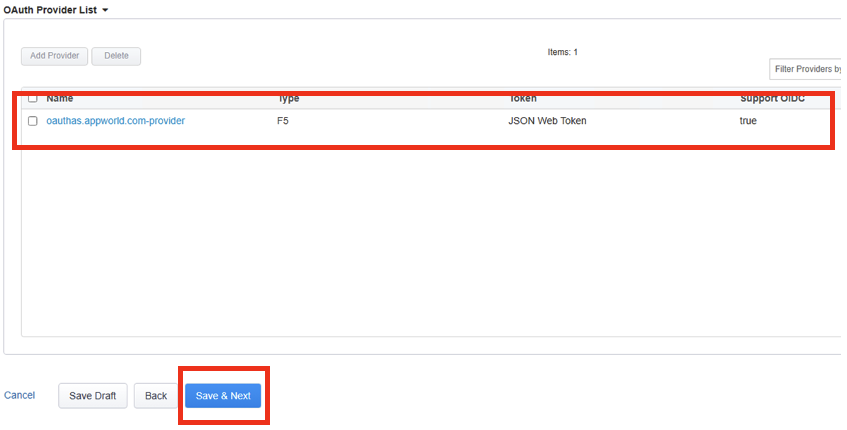 OAuth Provider List
Add Provider Delete Items: 1
Filter Providers by
Name Type Token Support OIDC
oauthas.appworld.com-provider F5 JSON Web Token true
Cancel Save Draft Back Save & Next